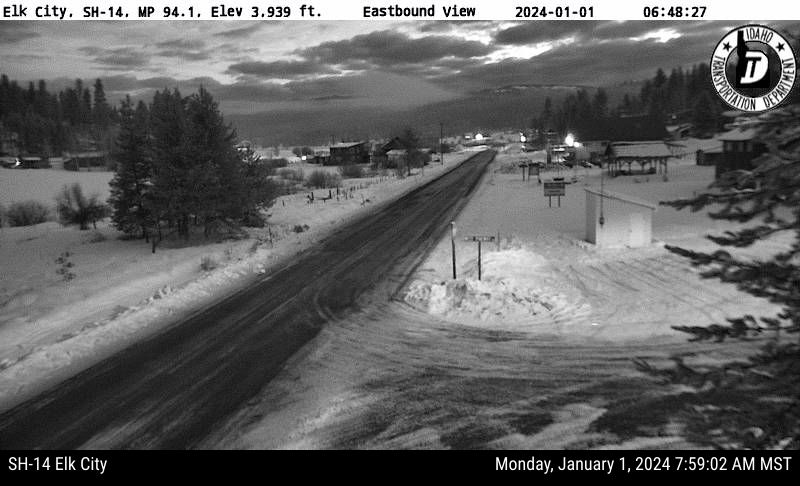 Elk City, SH-14, MP 94.1, Elev 3,939 ft. Eastbound View 2024-01-01 06:48:27
IDAHO
TRANSPORTATION DEPARTMENT
SH-14 Elk City Monday, January 1, 2024 7:59:02 AM MST